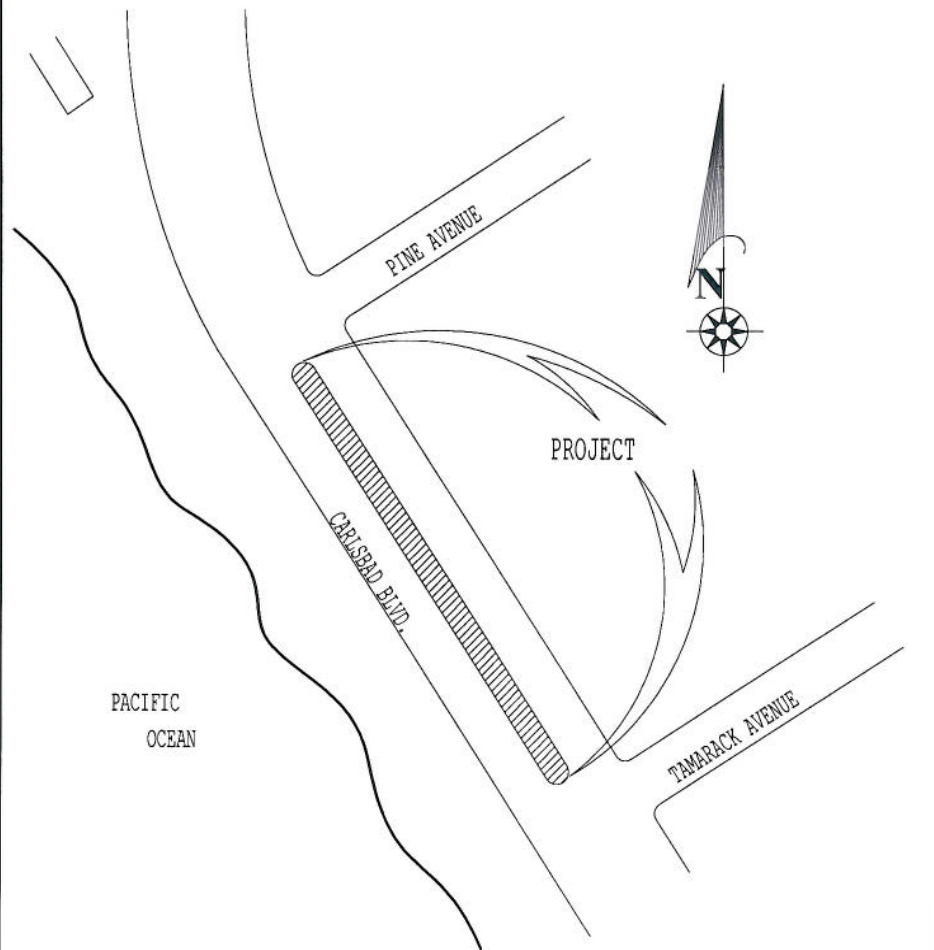 PINE AVENUE
N
PROJECT
CARLSBAD BLVD.
PACIFIC
OCEAN
TAMARACK AVENUE